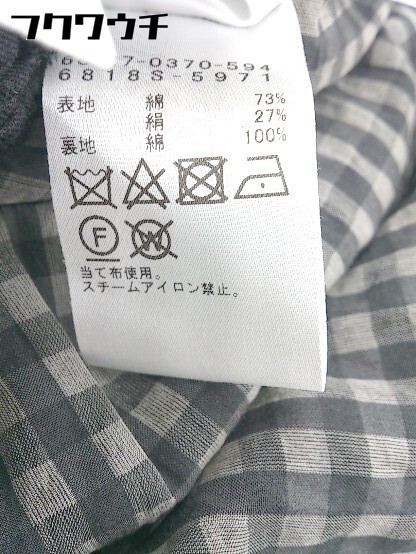 フクワウチ
6818S-5971
表地 綿 73%
絹 27%
裏地 綿 100%
F W
当て布使用。
スチームアイロン禁止。